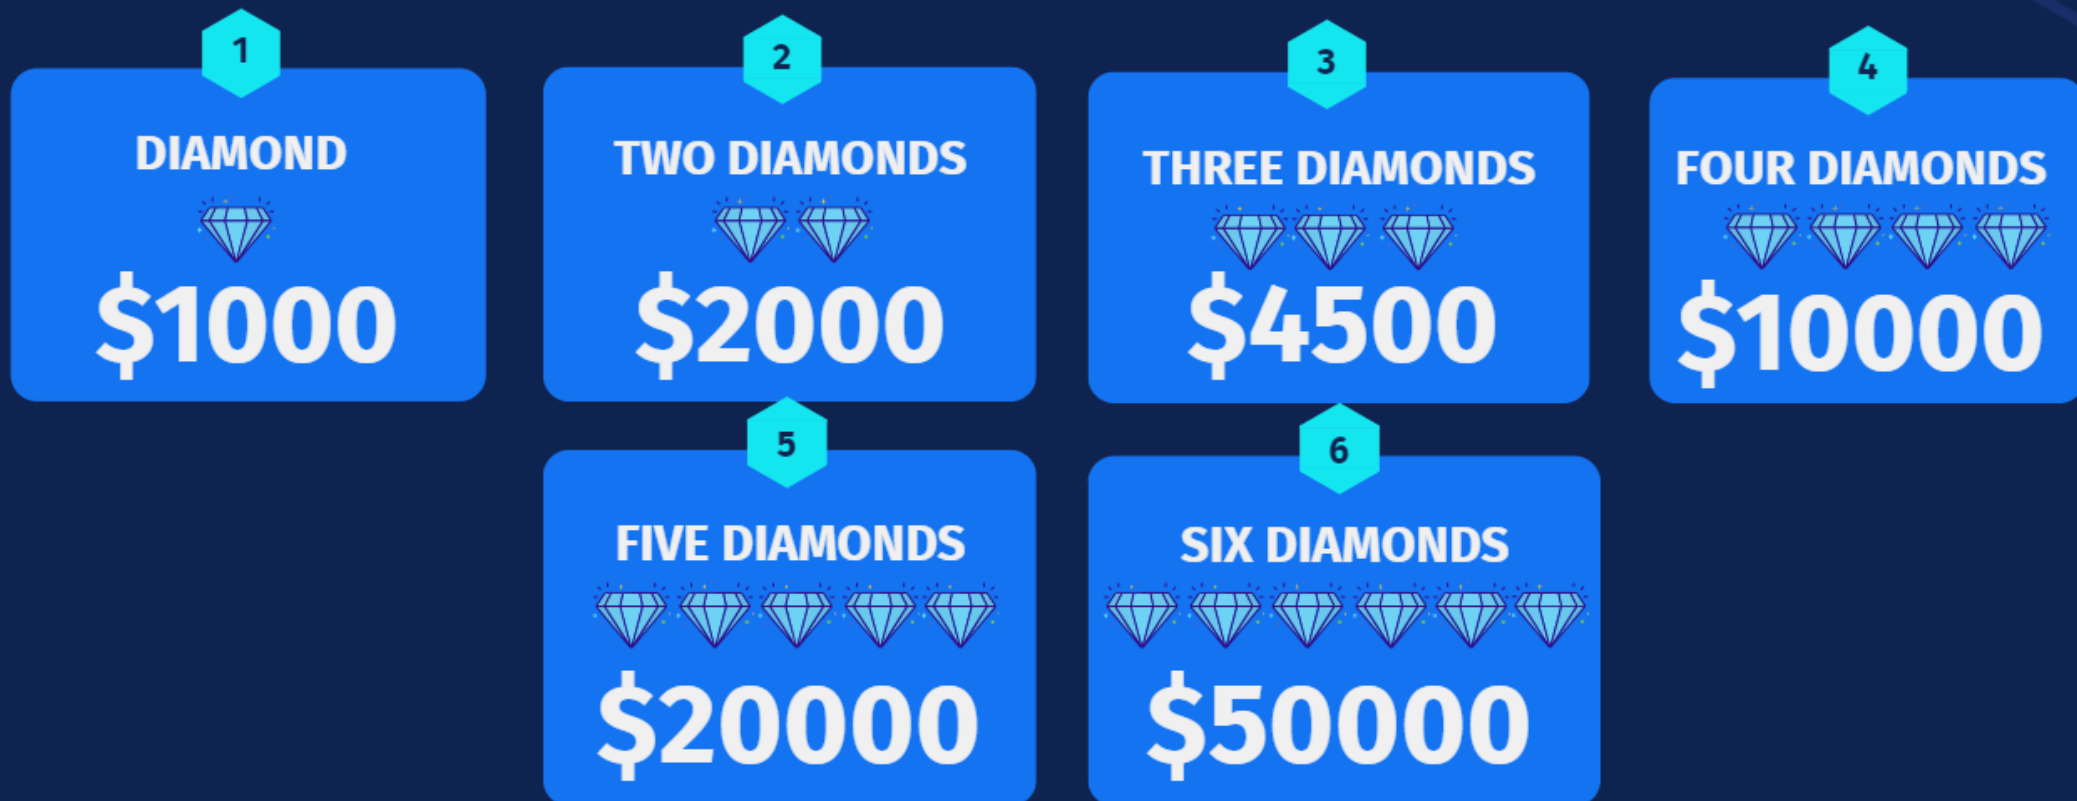 1
DIAMOND
$1000
2
TWO DIAMONDS
$2000
3
THREE DIAMONDS
$4500
4
FOUR DIAMONDS
$10000
5
FIVE DIAMONDS
$20000
6
SIX DIAMONDS
$50000